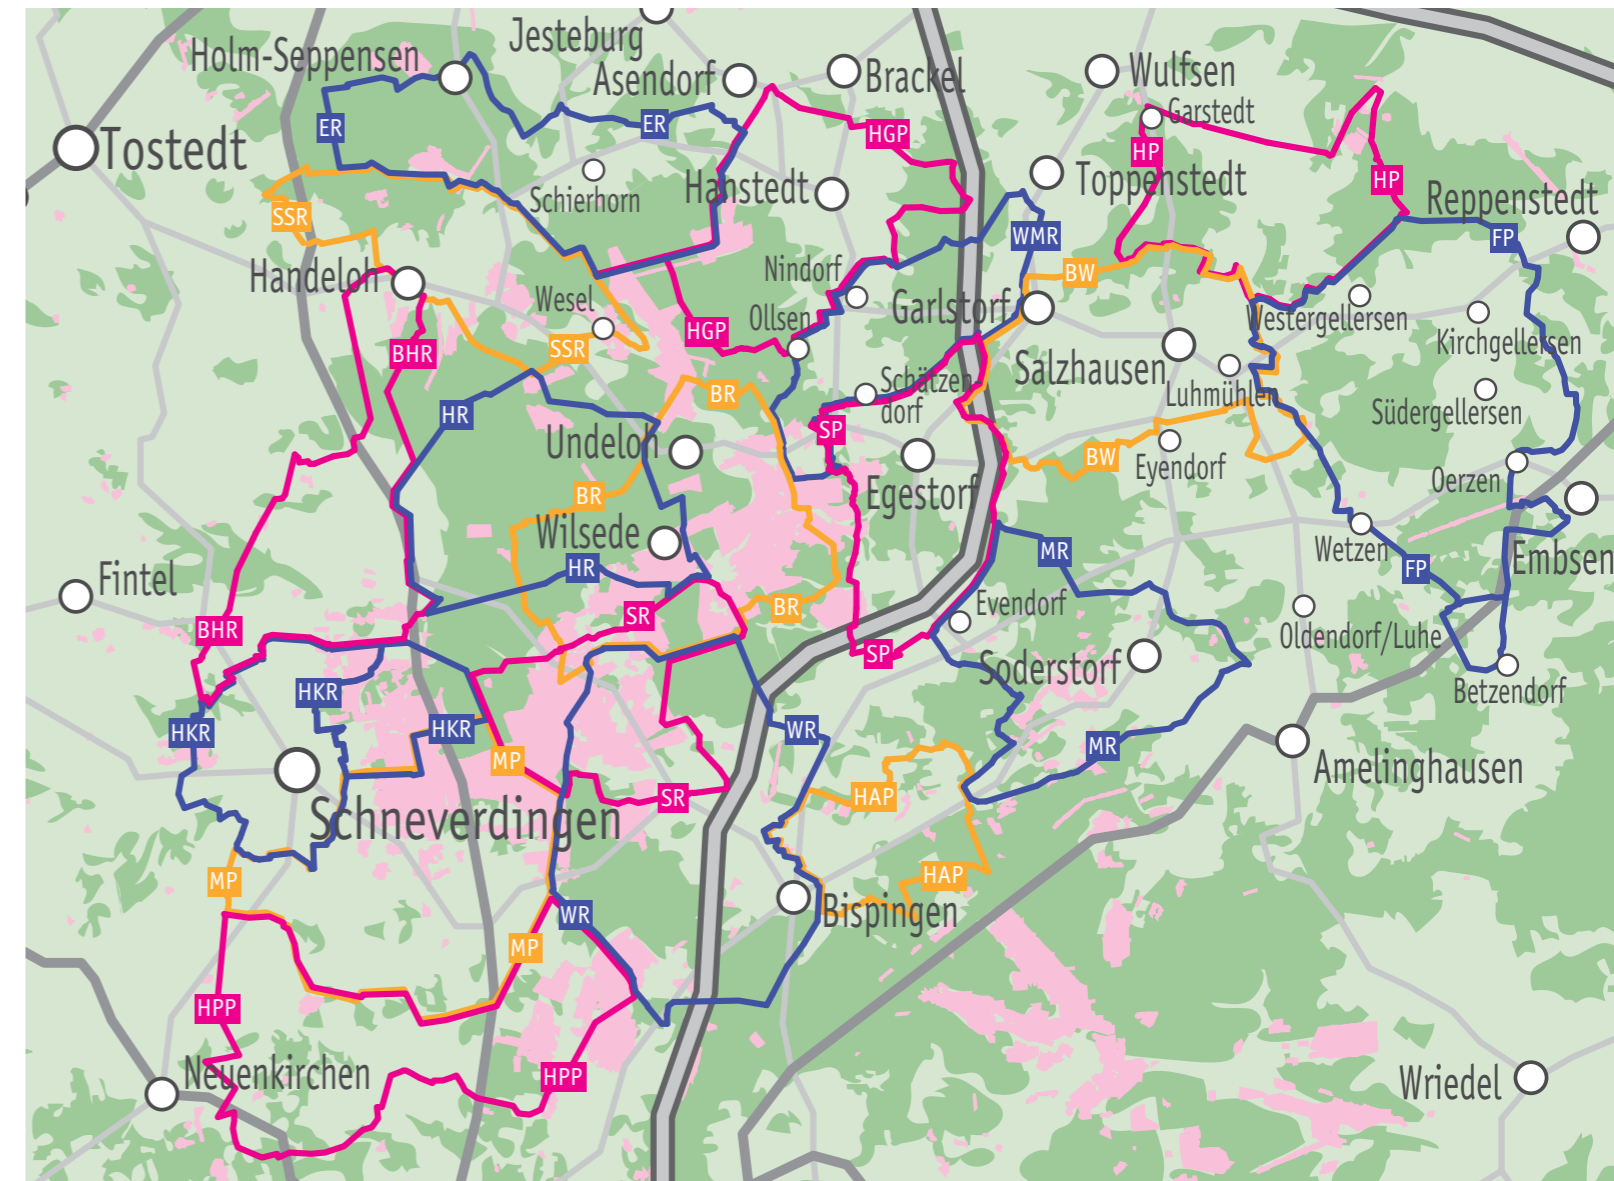 Jesteburg
Holm-Seppensen
Asendorf
Brackel
Wulfsen
Garstedt
ER
ER
HGP
Tostedt
HP
Schierhorn
Hanstedt
Toppenstedt
HP
Reppenstedt
SSR
WMR
FP
Handeloh
Nindorf
BW
Wesel
Ollsen
Garlstorf
Westergellersen
HGP
Kirchgellersen
SSR
BHR
Salzhausen
Luhmühlen
Schätzen-
dorf
BR
HR
SP
Südergellersen
Undeloh
BW
Eyendorf
Oerzen
Egestorf
BR
Wilsede
Wetzen
MR
Embsen
FP
HR
Fintel
BR
Evendorf
SR
BHR
Oldendorf/Luhe
SP
Soderstorf
HKR
Betzendorf
HKR
HKR
WR
MR
MP
Amelinghausen
SR
HAP
Schneverdingen
MP
HAP
WR
Bispingen
MP
HPP
Neuenkirchen
HPP
Wriedel